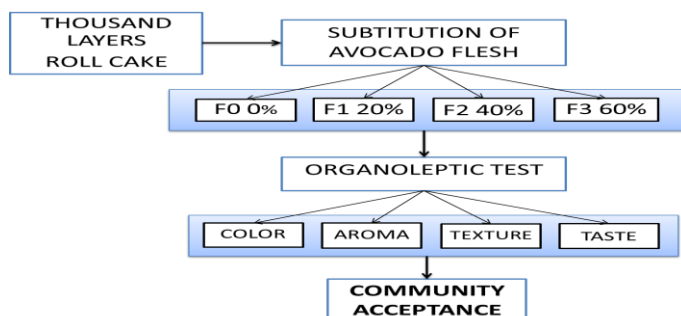 THOUSAND
LAYERS
ROLL CAKE
SUBTITUTION OF
AVOCADO FLESH
F0 0%
F1 20%
F2 40%
F3 60%
ORGANOLEPTIC TEST
COLOR
AROMA
TEXTURE
TASTE
COMMUNITY
ACCEPTANCE